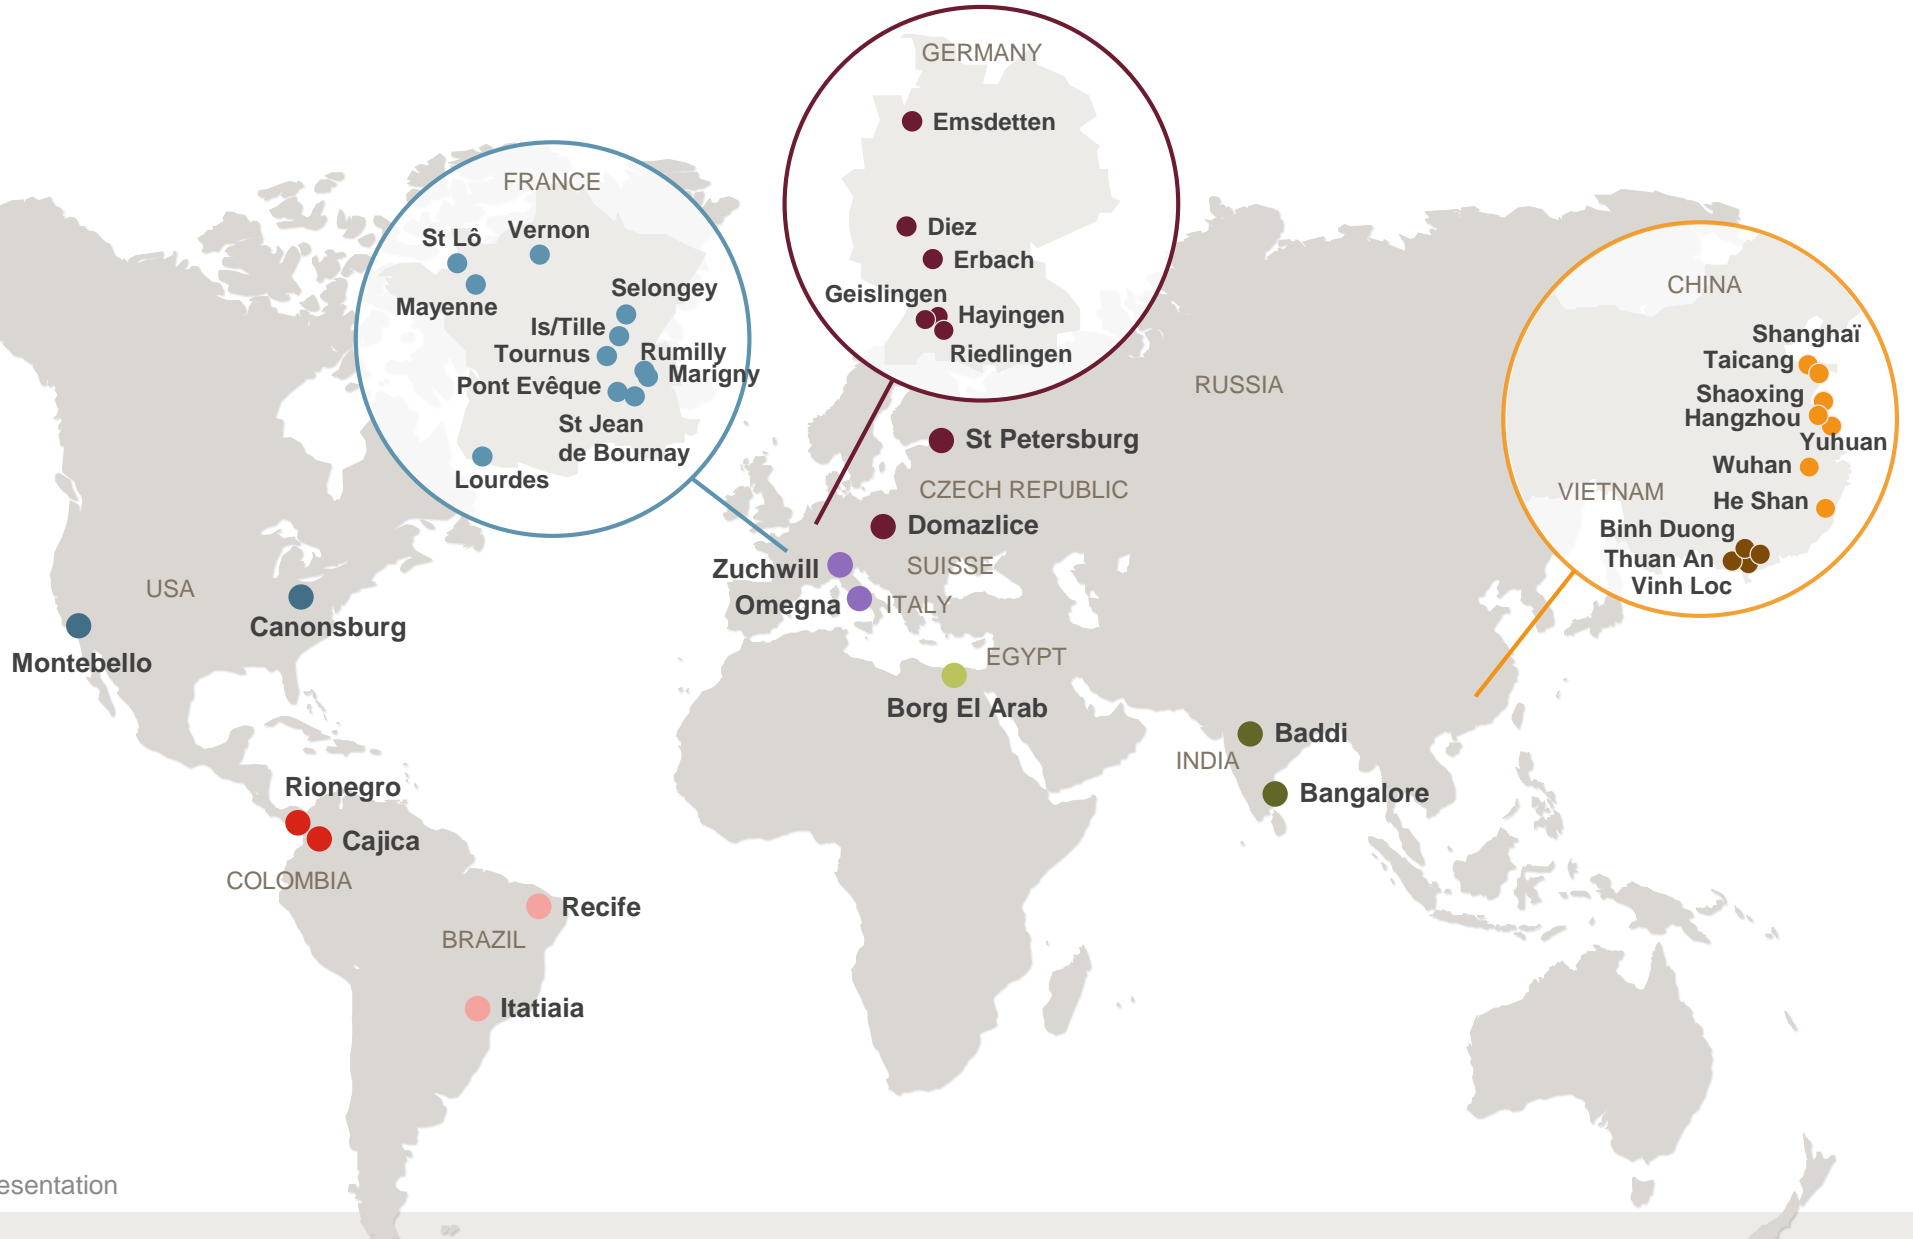 GERMANY
Emsdetten
Diez
Erbach
Geislingen
Hayingen
Riedlingen
FRANCE
St Lô
Vernon
Mayenne
Selongey
Is/Tille
Tournus
Rumilly
Marigny
Pont Evêque
St Jean
de Bournay
Lourdes
CHINA
Shanghaï
Taicang
Shaoxing
Hangzhou
Yuhuan
Wuhan
He Shan
VIETNAM
Binh Duong
Thuan An
Vinh Loc
RUSSIA
St Petersburg
CZECH REPUBLIC
Domazlice
Zuchwill
SUISSE
Omegna
ITALY
USA
Canonsburg
Montebello
EGYPT
Borg El Arab
INDIA
Baddi
Bangalore
Rionegro
Cajica
COLOMBIA
Recife
BRAZIL
Itatiaia
esentation